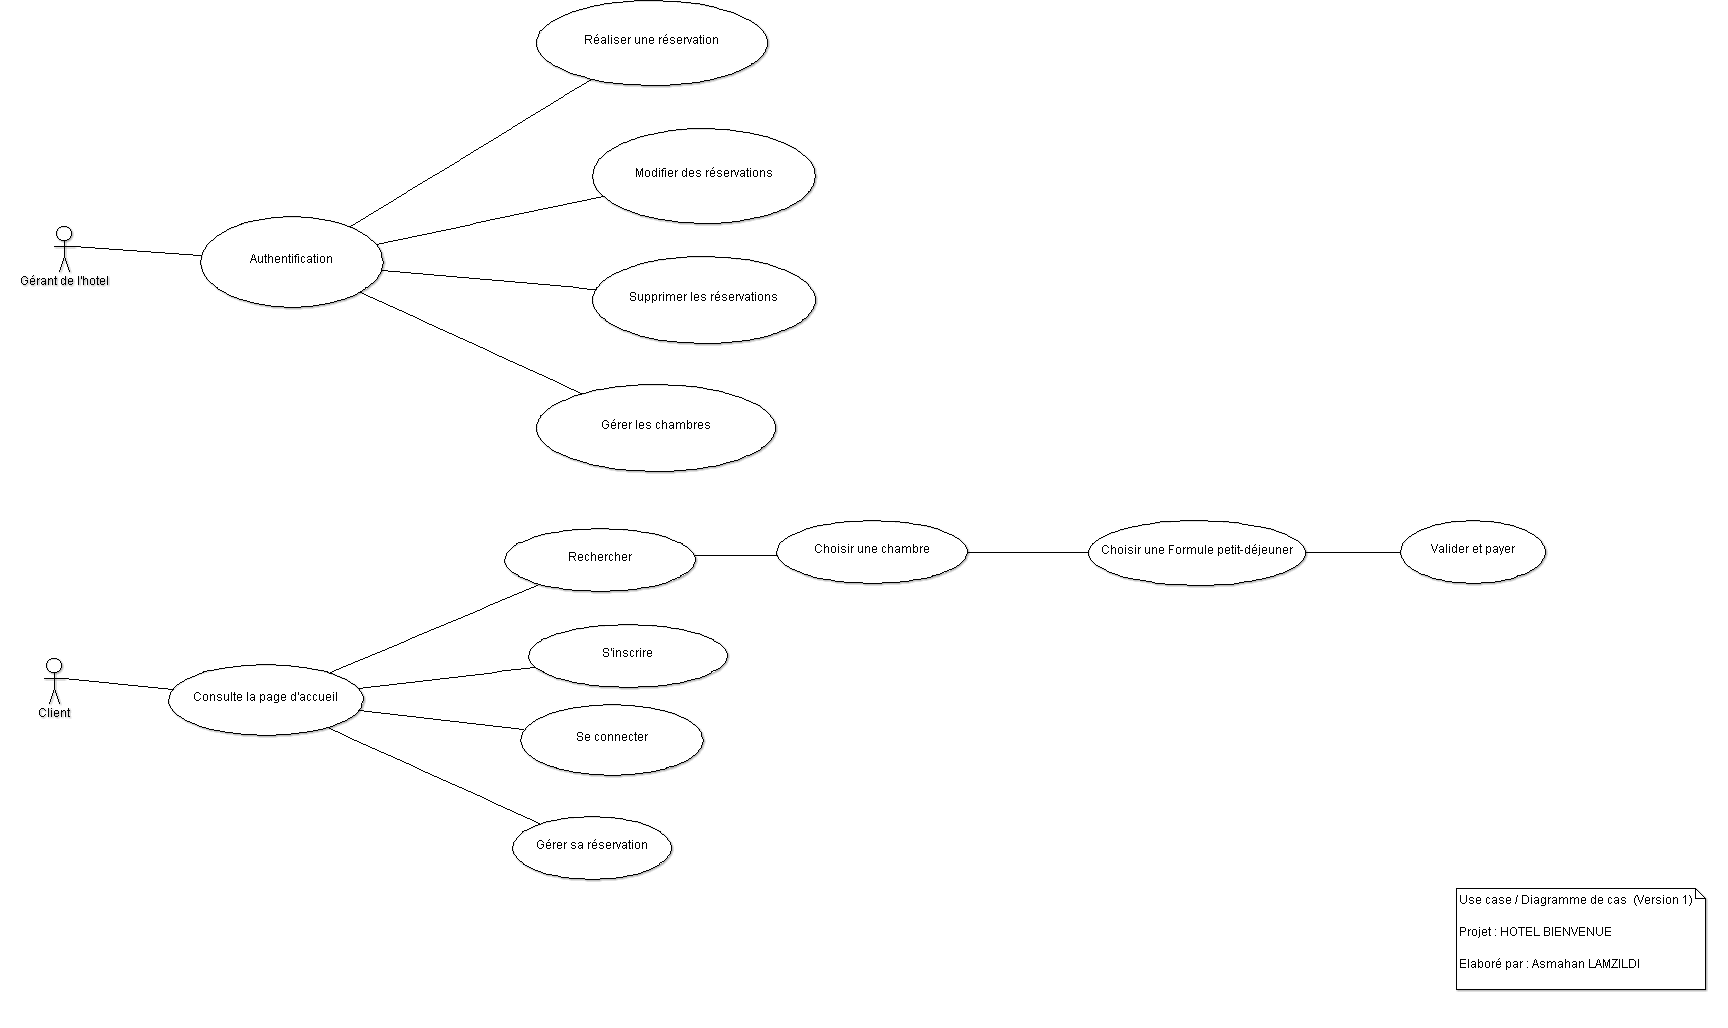 Réaliser une réservation
Modifier des réservations
Authentification
Gérant de l'hotel
Supprimer les réservations
Gérer les chambres
Rechercher
Choisir une chambre
Choisir une Formule petit-déjeuner
Valider et payer
S'inscrire
Consulte la page d'accueil
Client
Se connecter
Gérer sa réservation
Use case / Diagramme de cas (Version 1)
Projet : HOTEL BIENVENUE
Elaboré par : Asmahan LAMZILDI